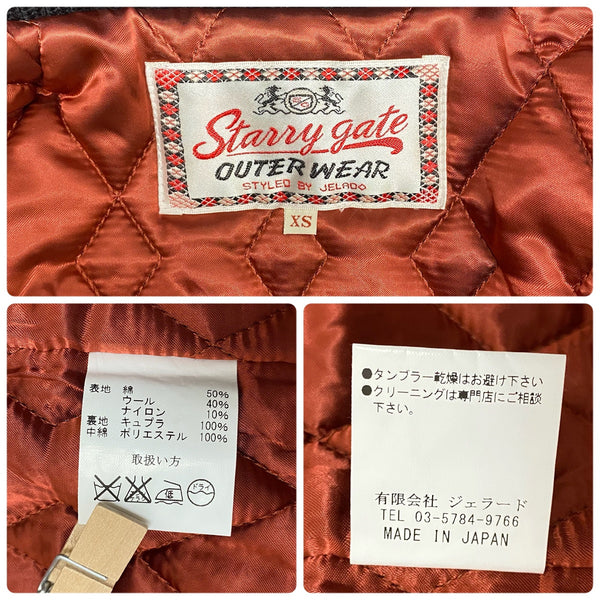 Starry gate
OUTER WEAR
STYLED BY JELADO
XS
表地 綿 50%
ウール 40%
ナイロン 10%
裏地 キュプラ 100%
中綿 ポリエステル 100%
取扱い方
低 ドライ
●タンブラー乾燥はお避け下さい
●クリーニングは専門店にご相談
下さい。
有限会社 ジェラード
TEL 03-5784-9766
MADE IN JAPAN